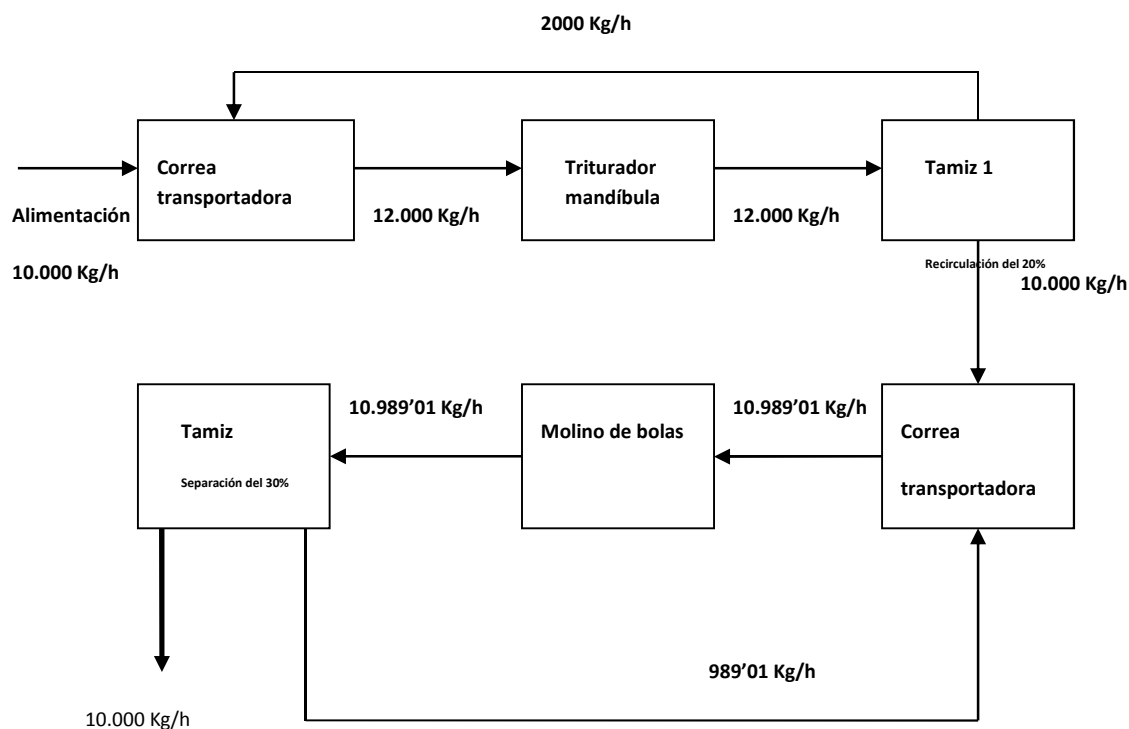 2000 Kg/h
Correa
transportadora
Triturador
mandíbula
Tamiz 1
Alimentación
12.000 Kg/h
12.000 Kg/h
Recirculación del 20%
10.000 Kg/h
10.000 Kg/h
Tamiz
Separación del 30%
10.989’01 Kg/h
Molino de bolas
10.989’01 Kg/h
Correa
transportadora
989’01 Kg/h
10.000 Kg/h